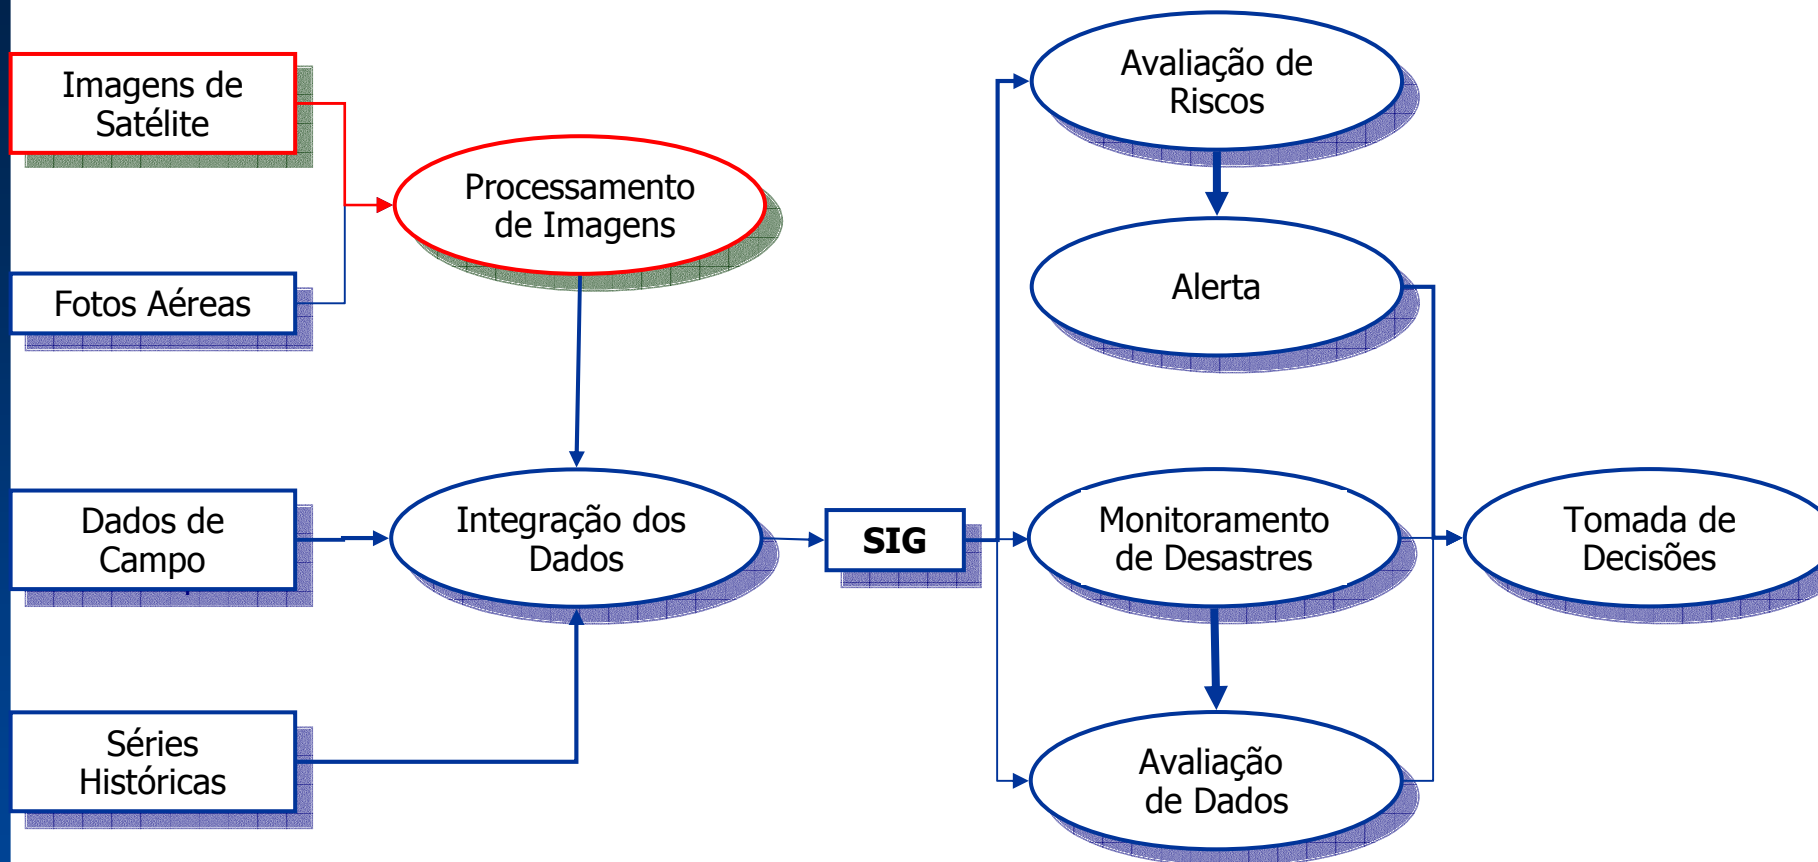 Imagens de
Satélite
Fotos Aéreas
Dados de
Campo
Séries
Históricas
Processamento
de Imagens
Integração dos
Dados
SIG
Avaliação de
Riscos
Alerta
Monitoramento
de Desastres
Avaliação
de Dados
Tomada de
Decisões